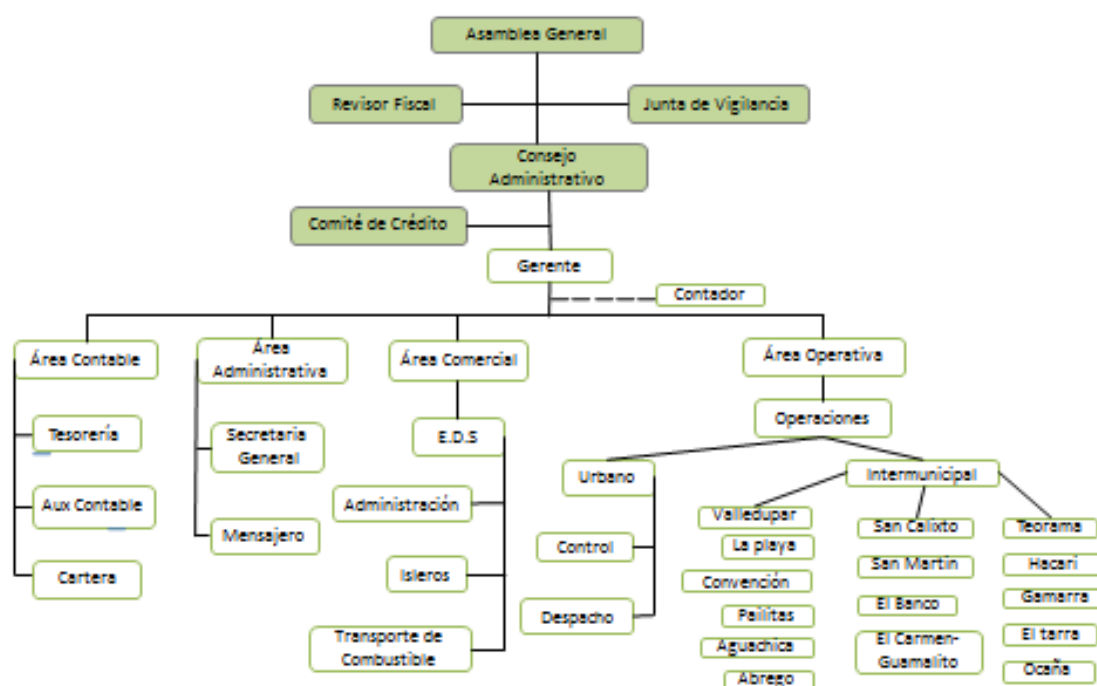 Asamblea General
Revisor Fiscal
Junta de Vigilancia
Consejo
Administrativo
Comité de Crédito
Gerente
Contador
Área Contable
Área
Administrativa
Área Comercial
Área Operativa
Tesorería
Secretaria
General
E.D.S
Operaciones
Urbano
Intermunicipal
Aux Contable
Mensajero
Administración
Cartera
Isleros
Transporte de
Combustible
Control
Despacho
Valledupar
La playa
Convención
Pailitas
Aguachica
Abrego
San Calixto
San Martin
El Banco
El Carmen-
Guamalito
Teorama
Hacari
Gamarra
El tarra
Ocaña